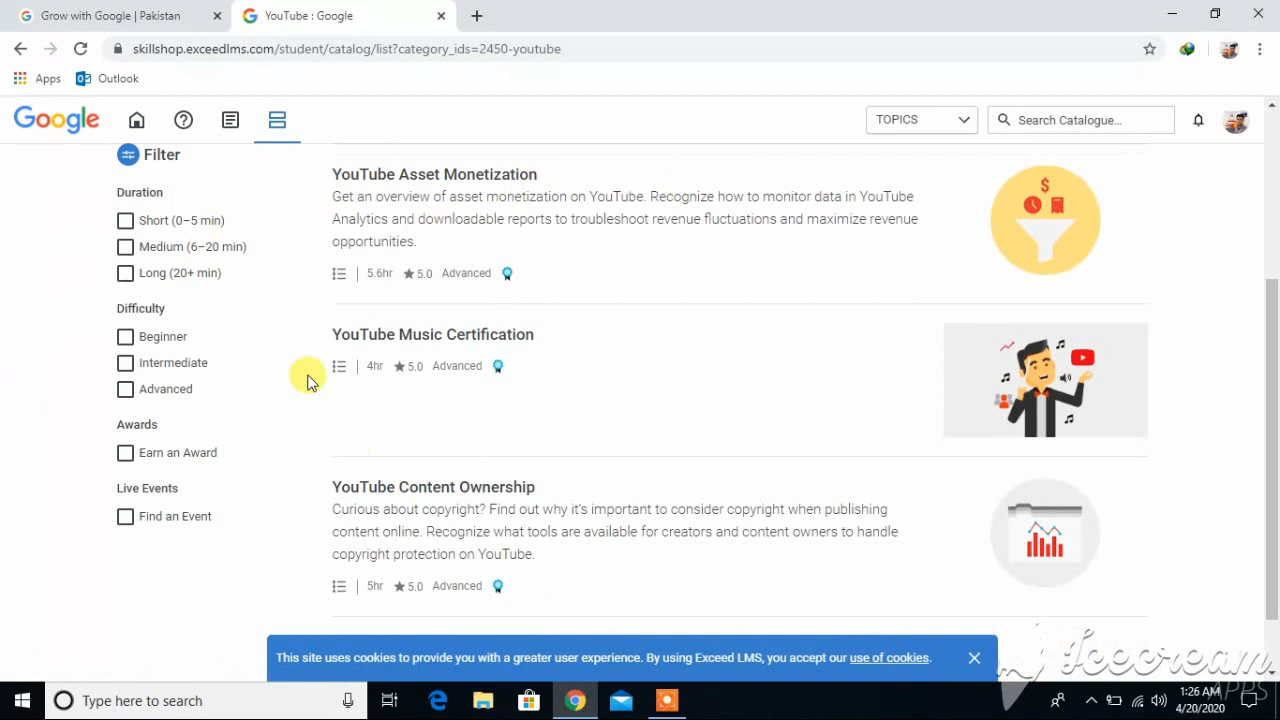 Grow with Google | Pakistan
YouTube : Google
skillshop.exceedlms.com/student/catalog/list?category_ids=2450-youtube
Apps
Outlook
Google
TOPICS
Search Catalogue...
Filter
Duration
Short (0–5 min)
Medium (6–20 min)
Long (20+ min)
Difficulty
Beginner
Intermediate
Advanced
Awards
Earn an Award
Live Events
Find an Event
YouTube Asset Monetization
Get an overview of asset monetization on YouTube. Recognize how to monitor data in YouTube
Analytics and downloadable reports to troubleshoot revenue fluctuations and maximize revenue
opportunities.
5.6hr ★ 5.0 Advanced
$
YouTube Music Certification
4hr ★ 5.0 Advanced
YouTube Content Ownership
Curious about copyright? Find out why it's important to consider copyright when publishing
content online. Recognize what tools are available for creators and content owners to handle
copyright protection on YouTube.
5hr ★ 5.0 Advanced
This site uses cookies to provide you with a greater user experience. By using Exceed LMS, you accept our use of cookies.
Icecream
APPS
Type here to search
1:26 AM
4/20/2020